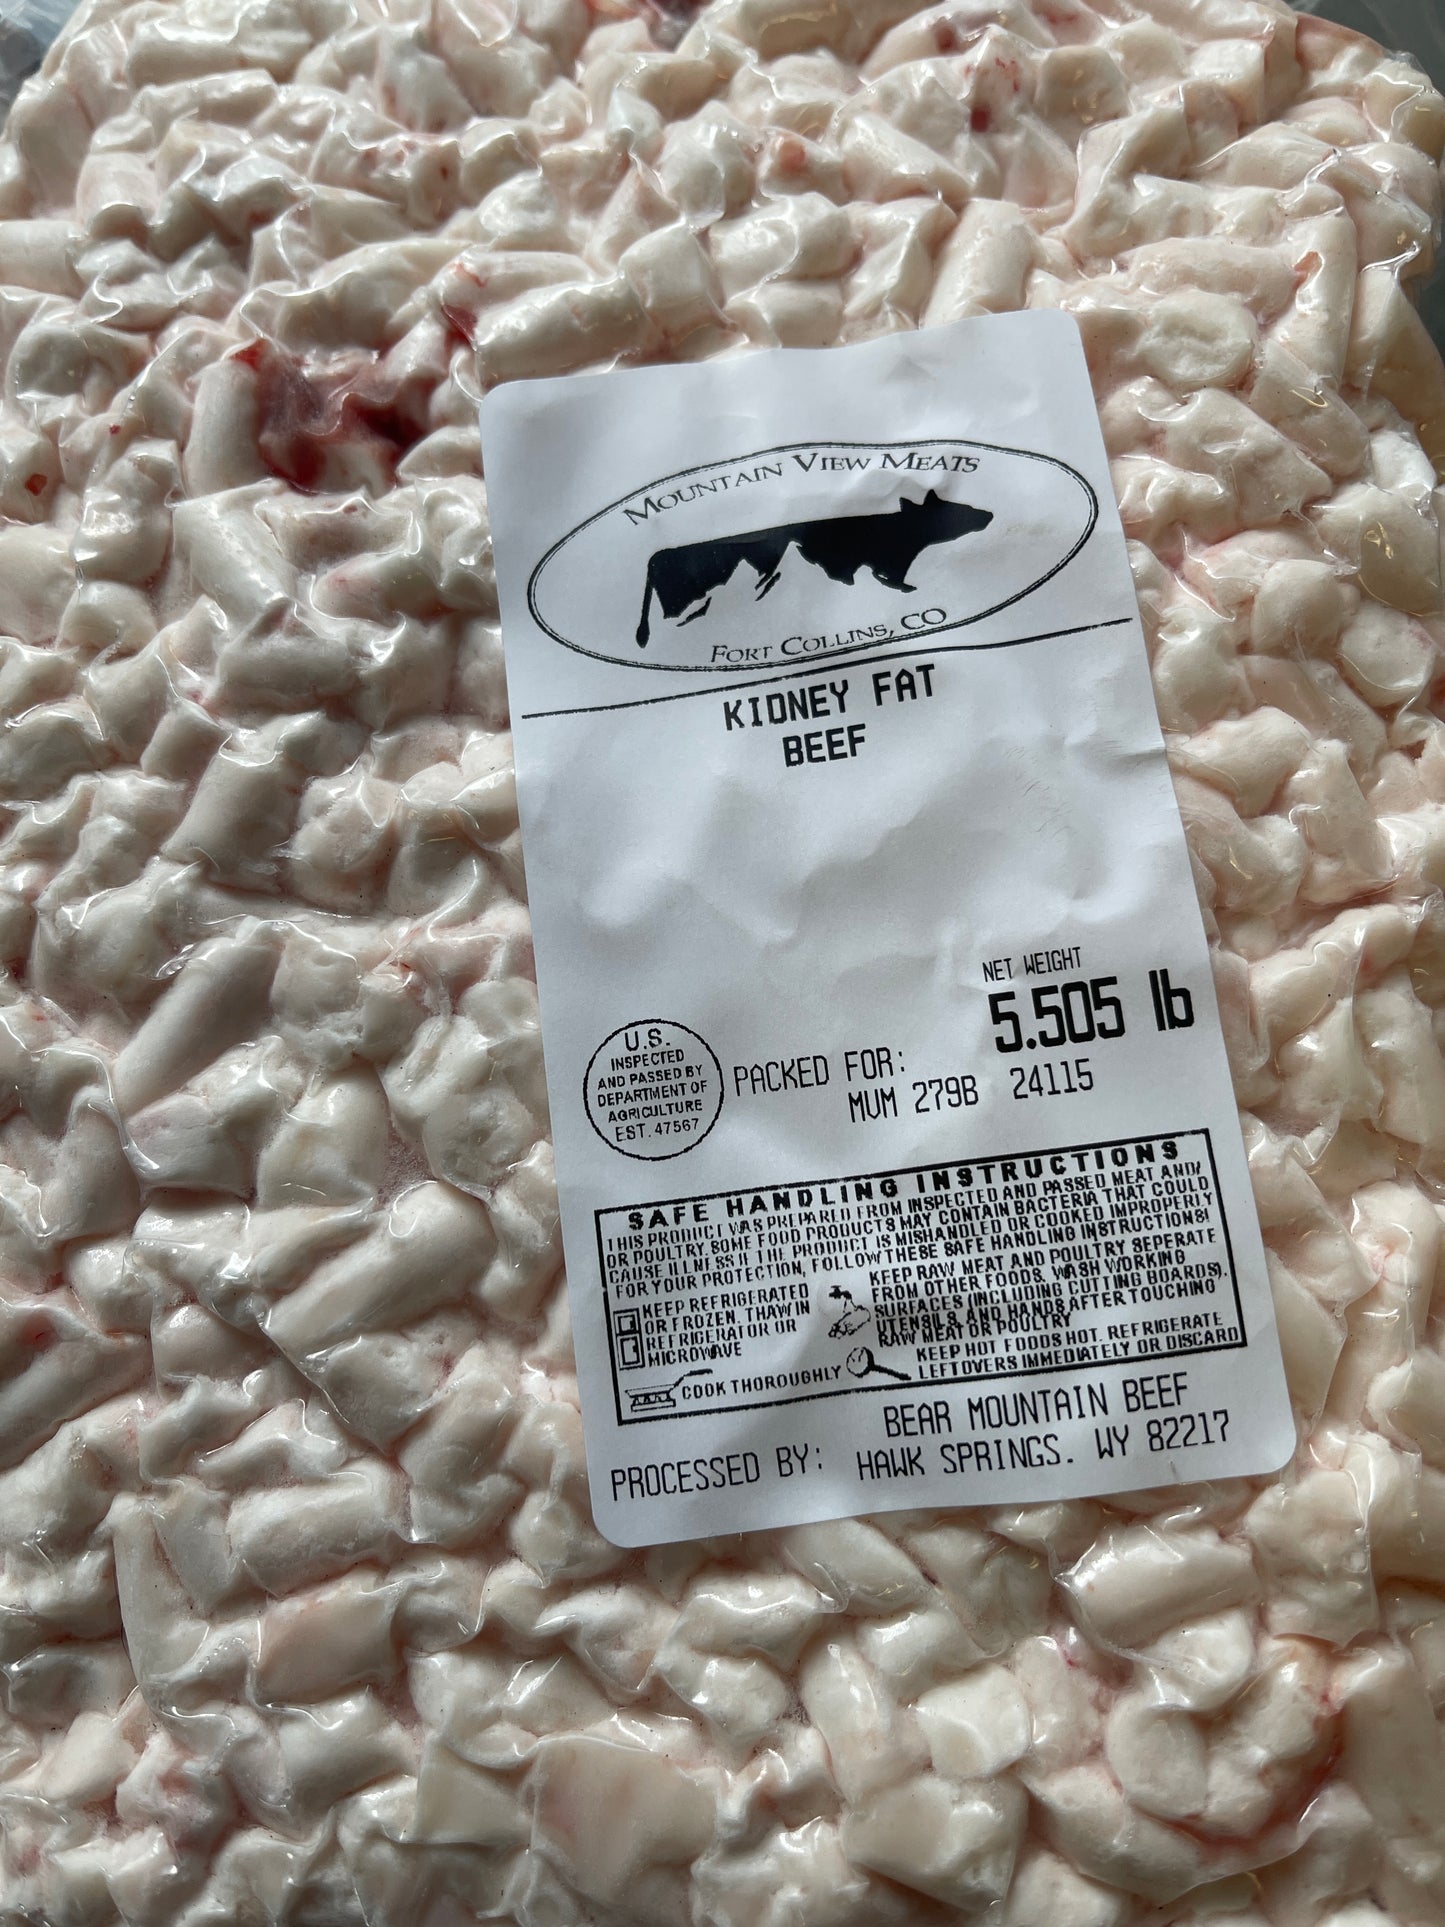 MOUNTAIN VIEW MEATS
FORT COLLINS, CO
KIDNEY FAT
BEEF
NET WEIGHT
5.505 lb
U.S.
INSPECTED
AND PASSED BY
DEPARTMENT OF
AGRICULTURE
EST. 47567
PACKED FOR:
MVM 279B 24115
SAFE HANDLING INSTRUCTIONS
THIS PRODUCT WAS PREPARED FROM INSPECTED AND PASSED MEAT AND/
OR POULTRY. SOME FOOD PRODUCTS MAY CONTAIN BACTERIA THAT COULD
CAUSE ILLNESS IF THE PRODUCT IS MISHANDLED OR COOKED IMPROPERLY
FOR YOUR PROTECTION, FOLLOW THESE SAFE HANDLING INSTRUCTIONS!
KEEP REFRIGERATED
OR FROZEN. THAW IN
REFRIGERATOR OR
MICROWAVE
KEEP RAW MEAT AND POULTRY SEPERATE
FROM OTHER FOODS. WASH WORKING
SURFACES (INCLUDING CUTTING BOARDS),
UTENSILS, AND HANDS AFTER TOUCHING
RAW MEAT OR POULTRY
COOK THOROUGHLY
KEEP HOT FOODS HOT. REFRIGERATE
LEFTOVERS IMMEDIATELY OR DISCARD
PROCESSED BY:
BEAR MOUNTAIN BEEF
HAWK SPRINGS. WY 82217